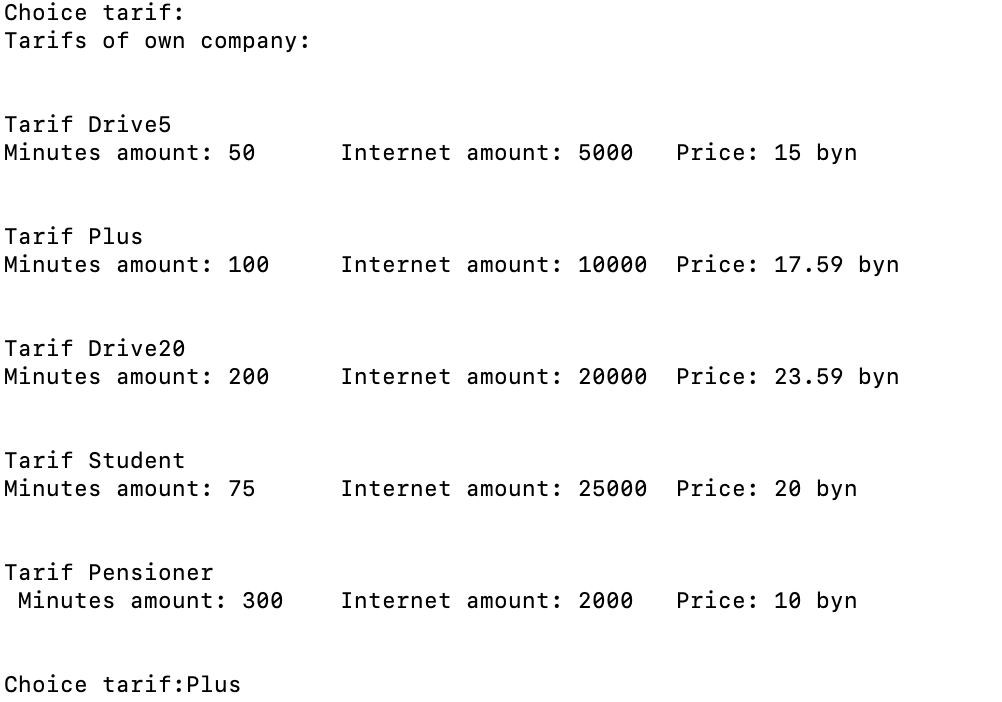 Choice tarif:
Tarifs of own company:
Tarif Drive5
Minutes amount: 50      Internet amount: 5000   Price: 15 byn
Tarif Plus
Minutes amount: 100     Internet amount: 10000  Price: 17.59 byn
Tarif Drive20
Minutes amount: 200     Internet amount: 20000  Price: 23.59 byn
Tarif Student
Minutes amount: 75      Internet amount: 25000  Price: 20 byn
Tarif Pensioner
 Minutes amount: 300    Internet amount: 2000   Price: 10 byn
Choice tarif:Plus